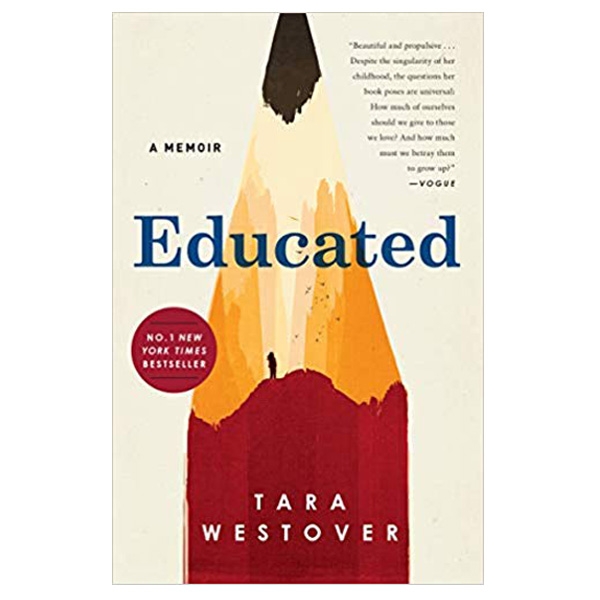 "Beautiful and propulsive . . .
Despite the singularity of her
childhood, the questions her
book poses are universal:
How much of ourselves
should we give to those
we love? And how much
must we betray them
to grow up?"
—VOGUE
A MEMOIR
Educated
NO.1 NEW
YORK TIMES
BESTSELLER
TARA
WESTOVER